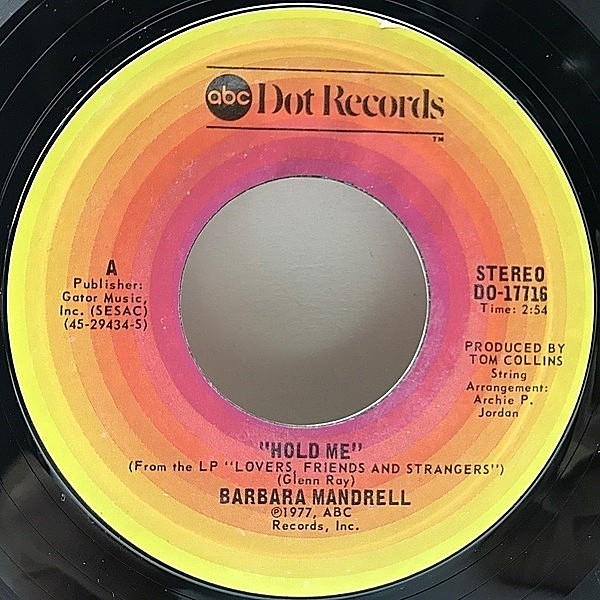 abc Dot Records
TM
A
Publisher:
Gator Music,
Inc. (SESAC)
(45-29434-S)
STEREO
DO-17716
Time: 2:54
PRODUCED BY
TOM COLLINS
String
Arrangement:
Archie P.
Jordan
"HOLD ME"
(From the LP "LOVERS, FRIENDS AND STRANGERS")
(Glenn Ray)
BARBARA MANDRELL
℗1977, ABC
Records, Inc.